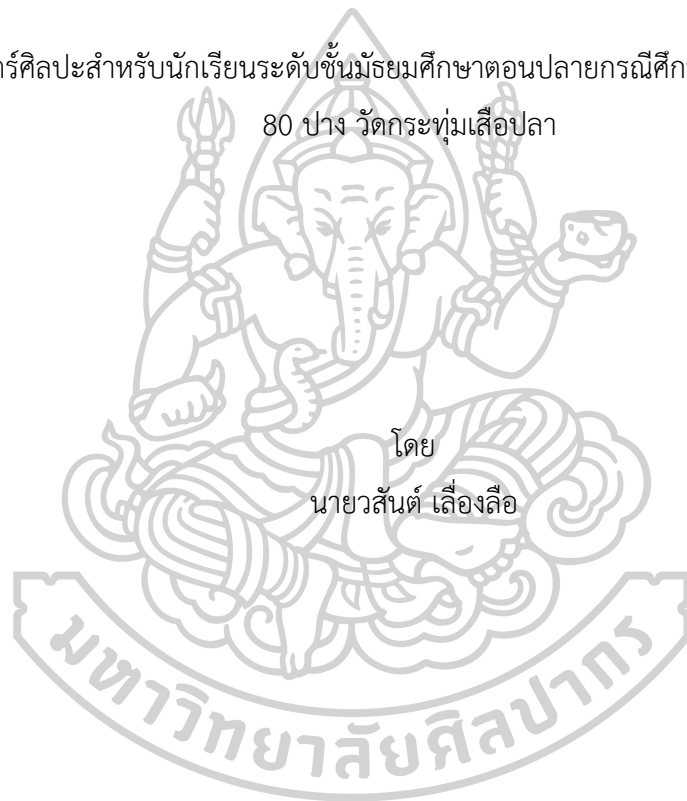 ร์ศิลปะสำหรับนักเรียนระดับชั้นมัธยมศึกษาตอนปลายกรณีศึก
80 ปาง วัดกระทุ่มเสือปลา
โดย
นายวสันต์ เลื่องลือ
มหาวิทยาลัยศิลปากร